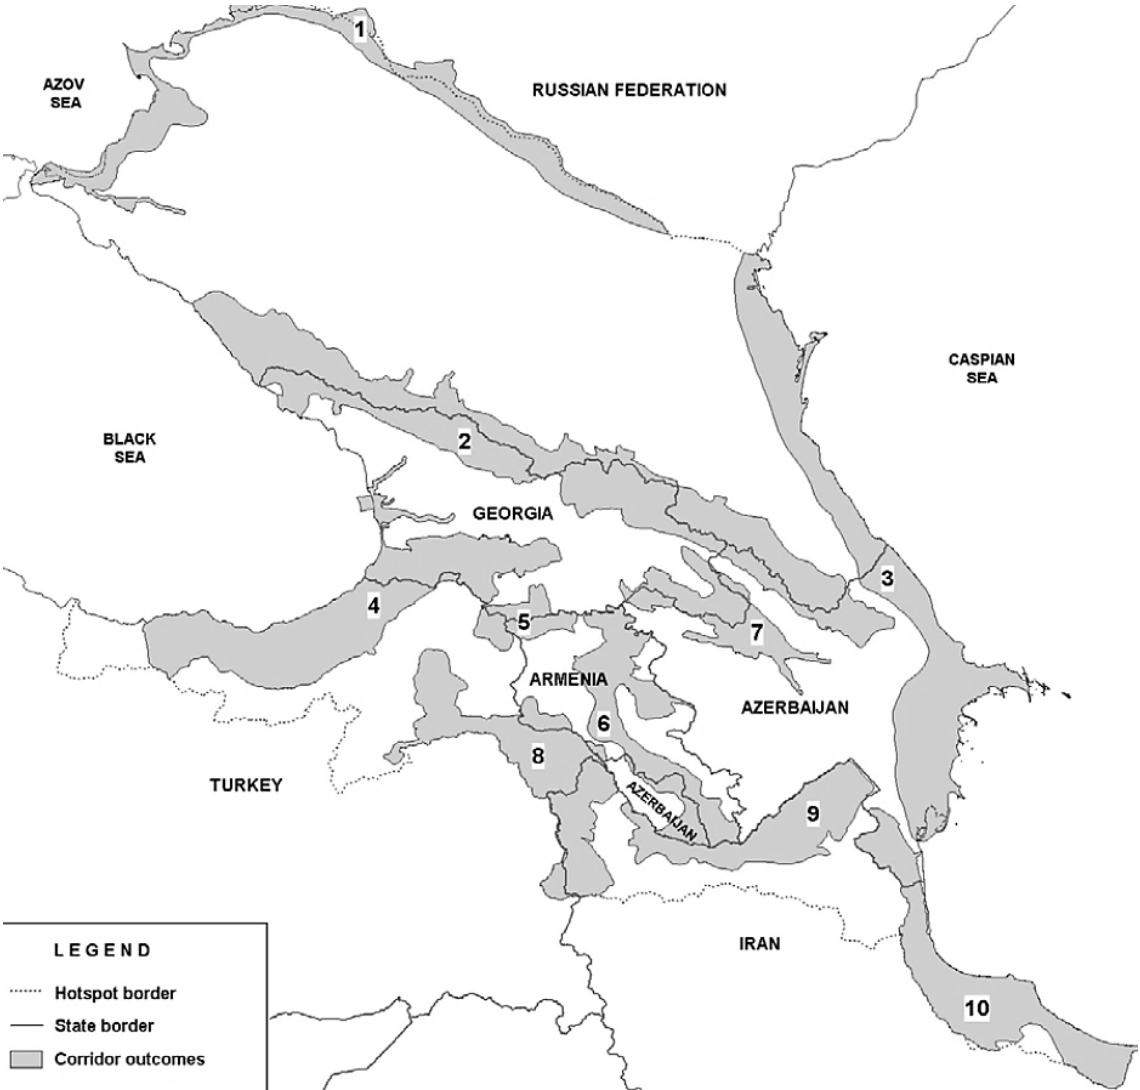 1
RUSSIAN FEDERATION
AZOV
SEA
CASPIAN
SEA
BLACK
SEA
2
GEORGIA
3
4
5
7
ARMENIA
AZERBAIJAN
6
8
TURKEY
AZERBAIJAN
9
IRAN
10
LEGEND
Hotspot border
State border
Corridor outcomes